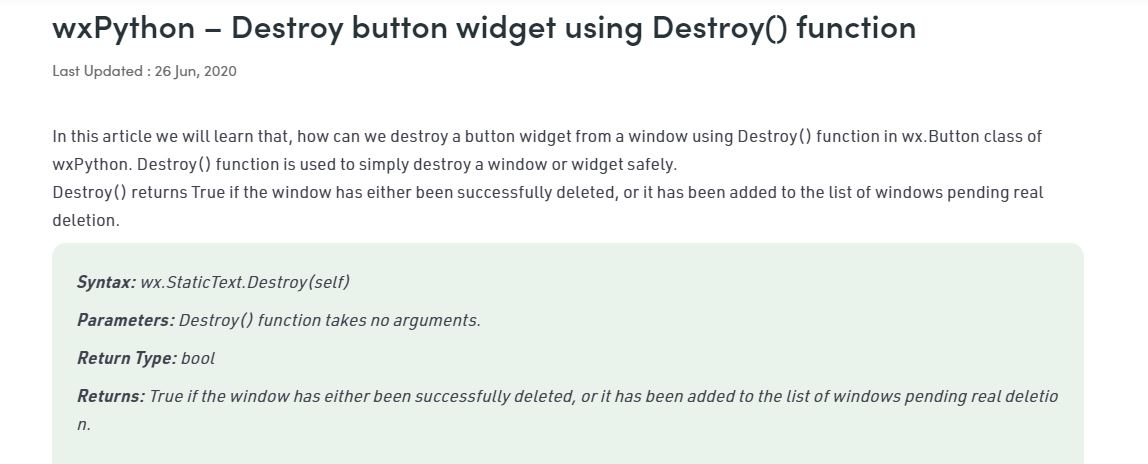 wxPython – Destroy button widget using Destroy() function
Last Updated : 26 Jun, 2020
In this article we will learn that, how can we destroy a button widget from a window using Destroy() function in wx.Button class of
wxPython. Destroy() function is used to simply destroy a window or widget safely.
Destroy() returns True if the window has either been successfully deleted, or it has been added to the list of windows pending real
deletion.
Syntax: wx.StaticText.Destroy(self)
Parameters: Destroy() function takes no arguments.
Return Type: bool
Returns: True if the window has either been successfully deleted, or it has been added to the list of windows pending real deletio
n.